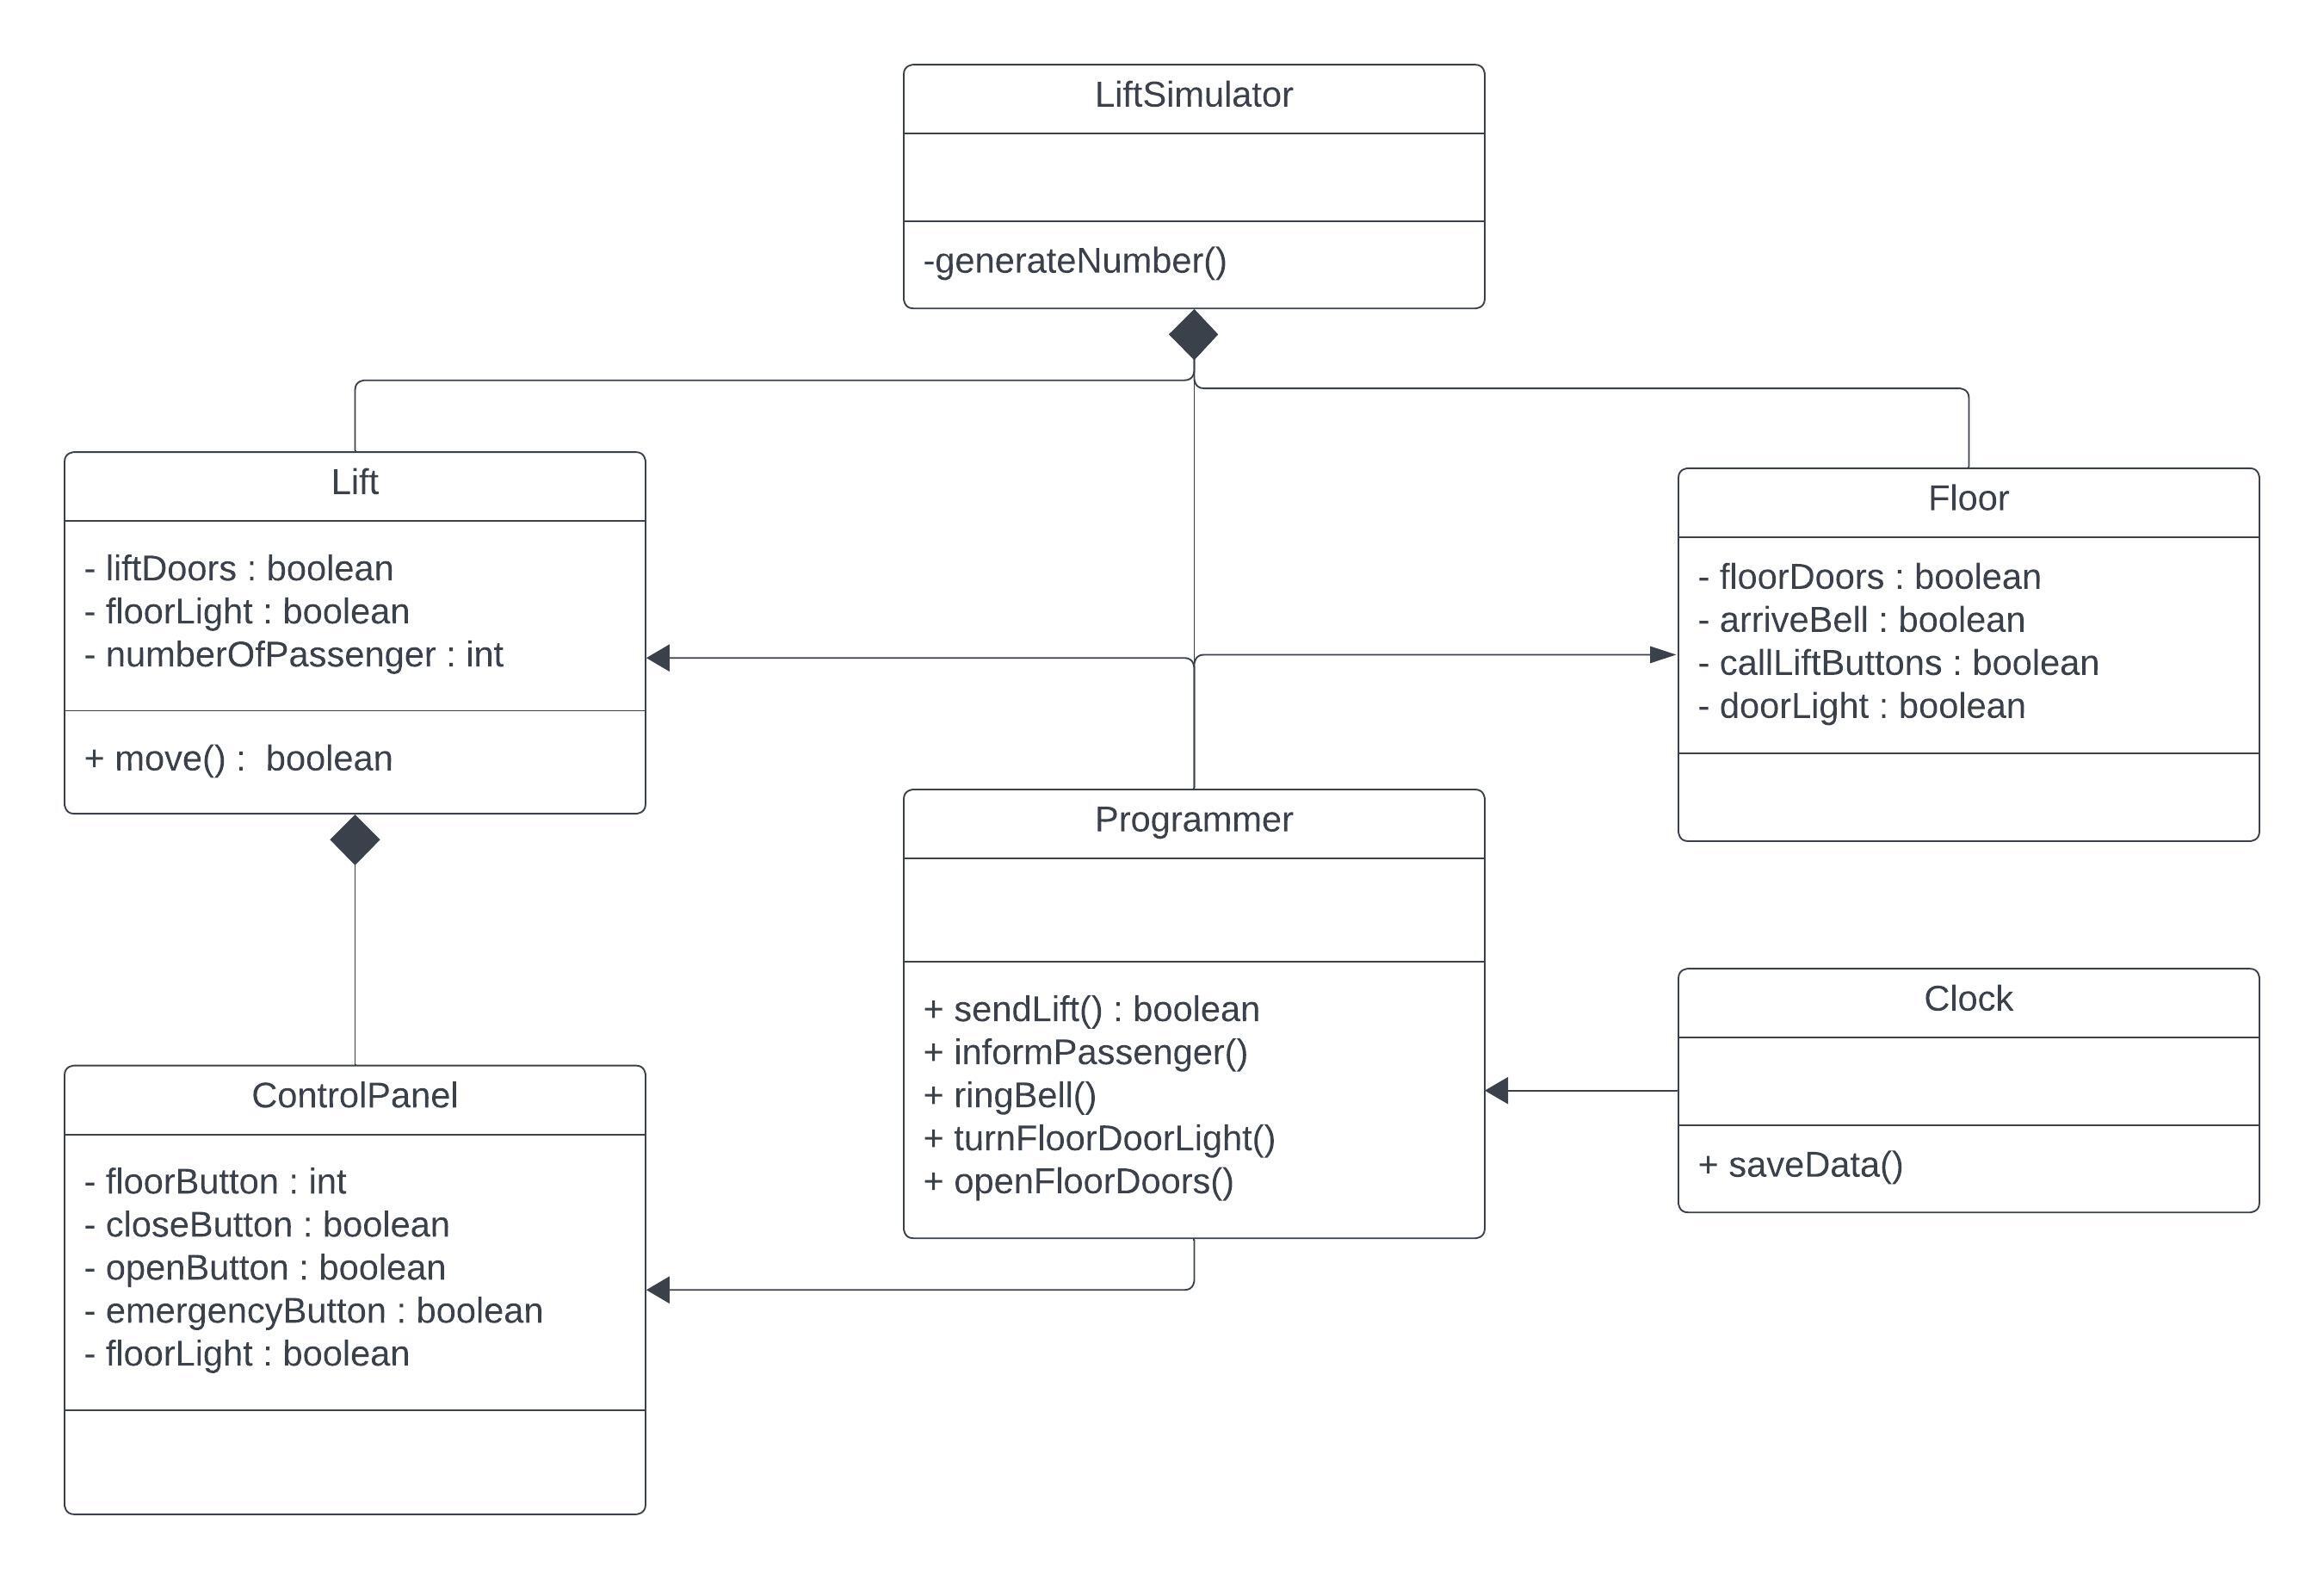 LiftSimulator
-generateNumber()
Lift
- liftDoors : boolean
- floorLight : boolean
- numberOfPassenger : int
+ move() :  boolean
Floor
- floorDoors : boolean
- arriveBell : boolean
- callLiftButtons : boolean
- doorLight : boolean
Programmer
+ sendLift() : boolean
+ informPassenger()
+ ringBell()
+ turnFloorDoorLight()
+ openFloorDoors()
Clock
+ saveData()
ControlPanel
- floorButton : int
- closeButton : boolean
- openButton : boolean
- emergencyButton : boolean
- floorLight : boolean